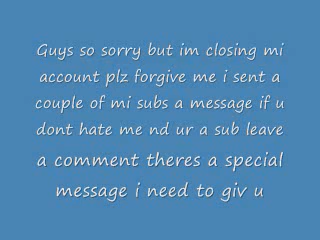 Guys so sorry but im closing mi
account plz forgive me i sent a
couple of mi subs a message if u
dont hate me nd ur a sub leave
a comment theres a special
message i need to giv u